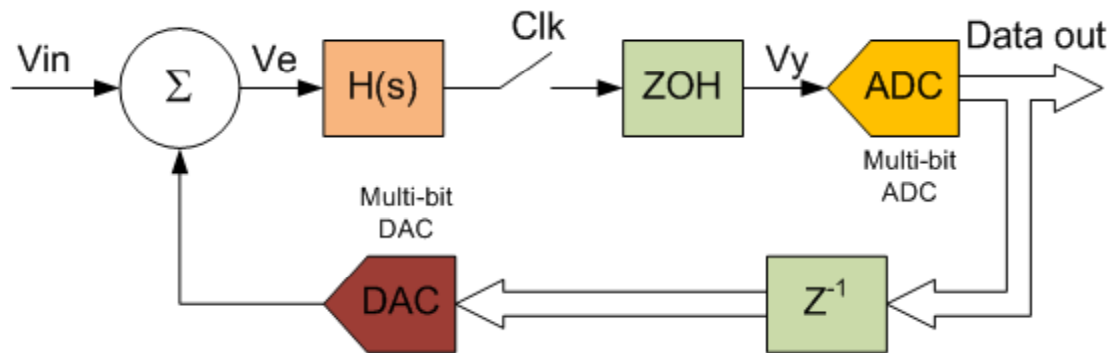 Vin
Σ
Ve
H(s)
Clk
ZOH
Vy
ADC
Data out
Multi-bit
ADC
Multi-bit
DAC
DAC
Z⁻¹